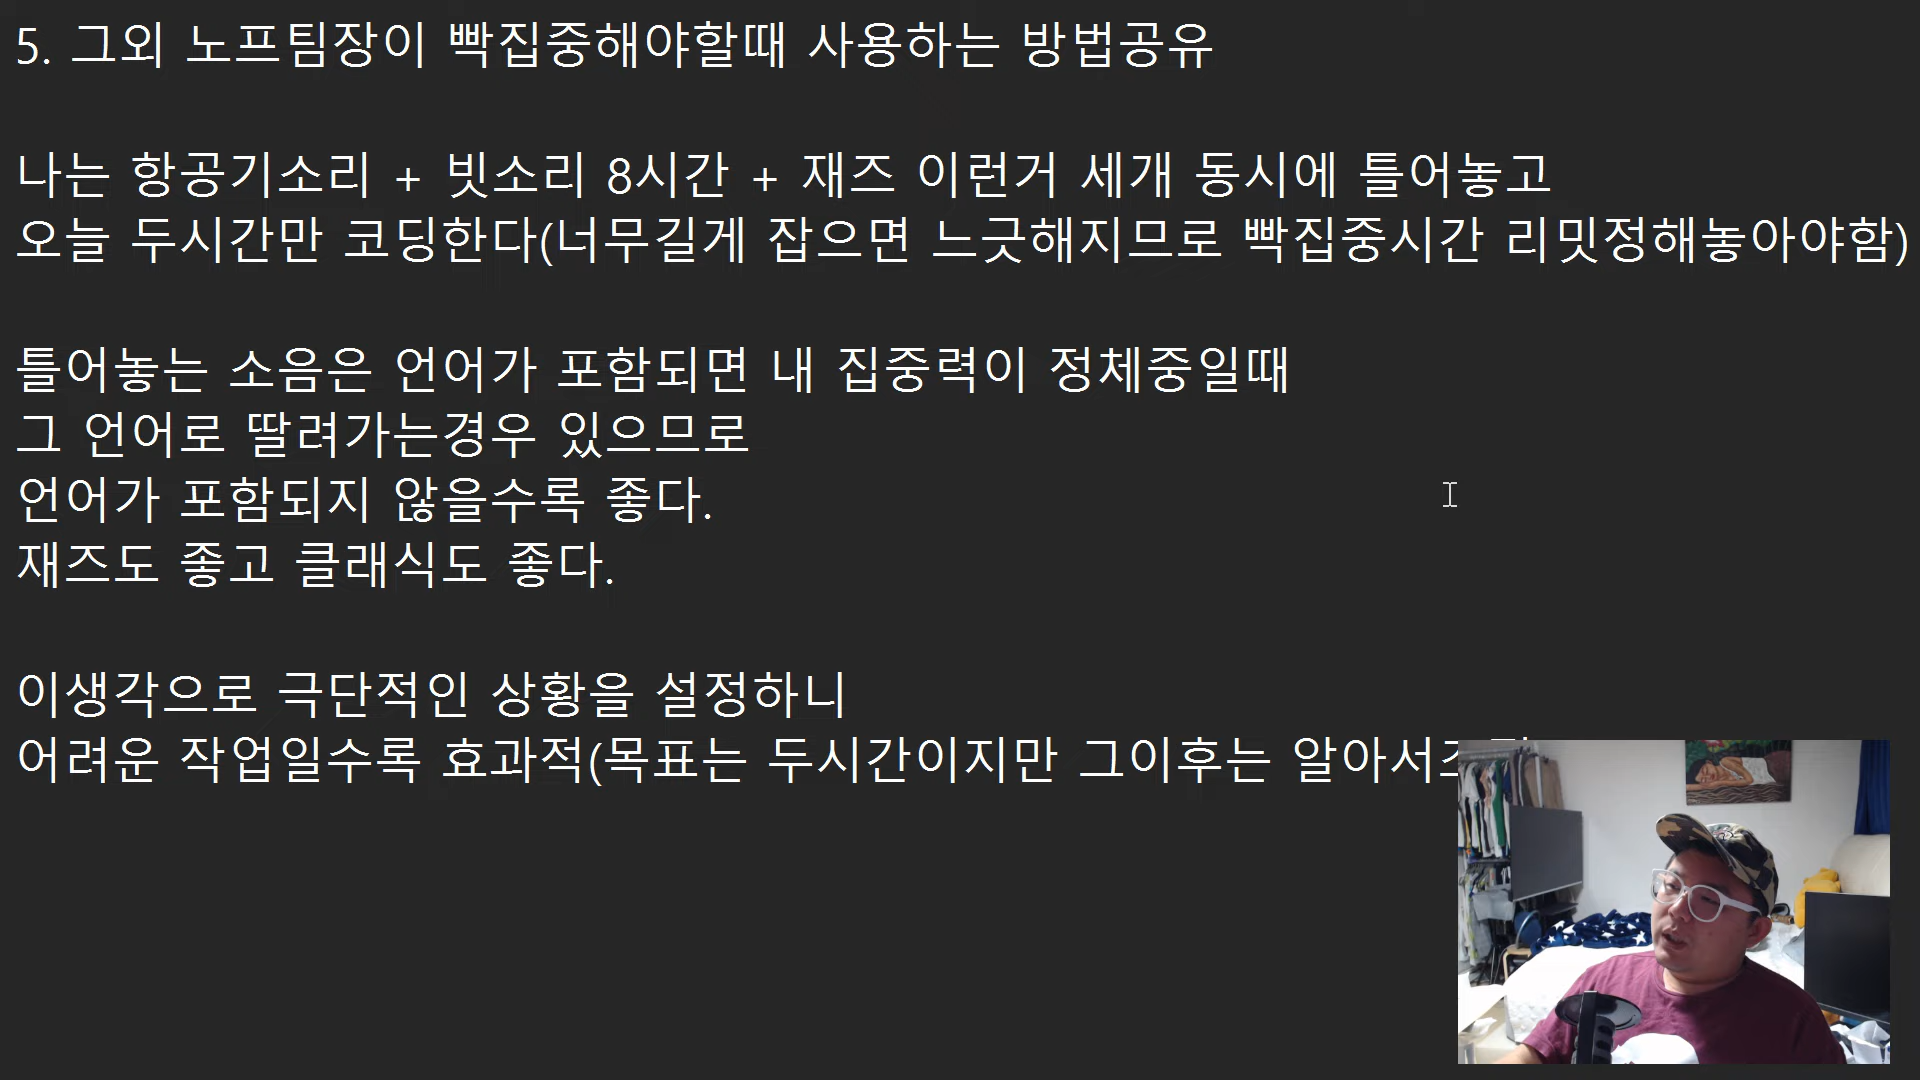 5. 그외 노프팀장이 빡집중해야할때 사용하는 방법공유
나는 항공기소리 + 빗소리 8시간 + 재즈 이런거 세개 동시에 틀어놓고
오늘 두시간만 코딩한다(너무길게 잡으면 느긋해지므로 빡집중시간 리밋정해놓아야함)
틀어놓는 소음은 언어가 포함되면 내 집중력이 정체중일때
그 언어로 딸려가는경우 있으므로
언어가 포함되지 않을수록 좋다.
재즈도 좋고 클래식도 좋다.
이생각으로 극단적인 상황을 설정하니
어려운 작업일수록 효과적(목표는 두시간이지만 그이후는